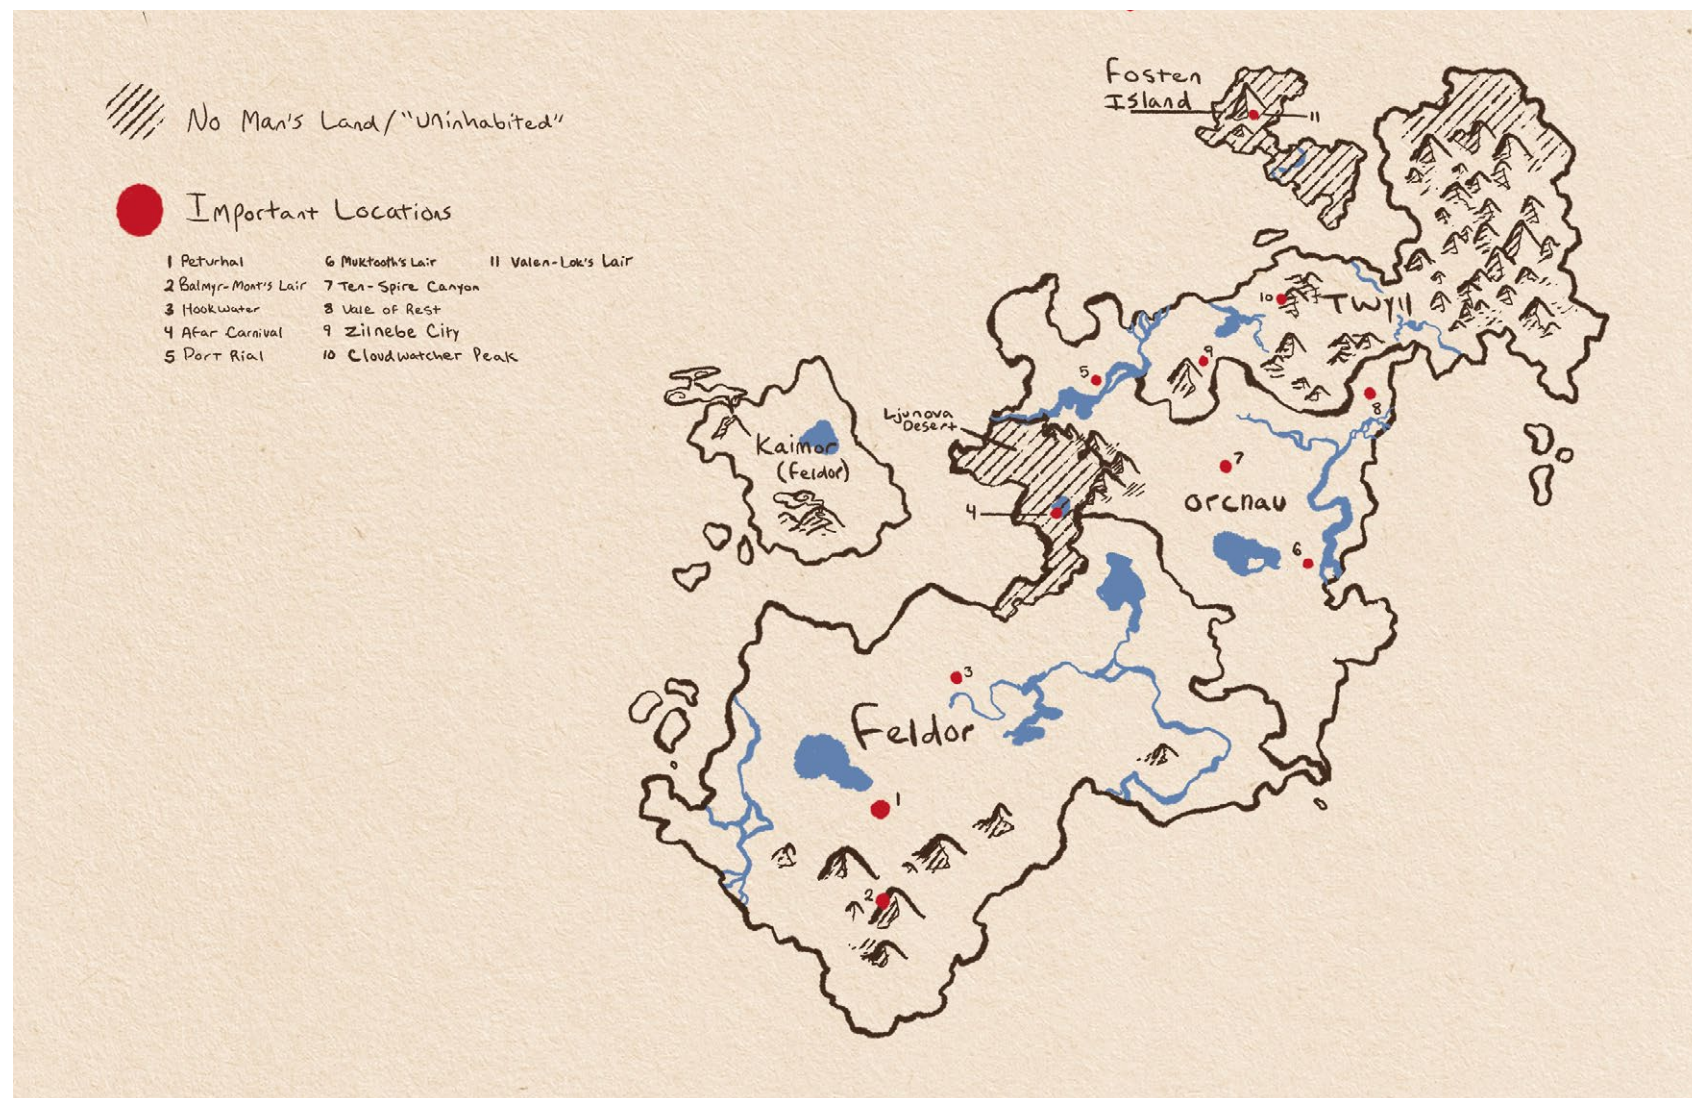 No Man's Land/"Uninhabited"
Important Locations
1 Peturhal
2 Balmyr-Mont's Lair
3 Hookwater
4 Afar Carnival
5 Port Rial
6 Muktooth's Lair
7 Ten-Spire Canyon
8 Vale of Rest
9 Zilnebe City
10 Cloudwatcher Peak
11 Valen-Lok's Lair
Fosten
Island
11
10
Twyll
9
5
8
Ljunova
Desert
Kaimor
(Feldor)
7
Orcnau
4
6
3
Feldor
1
2